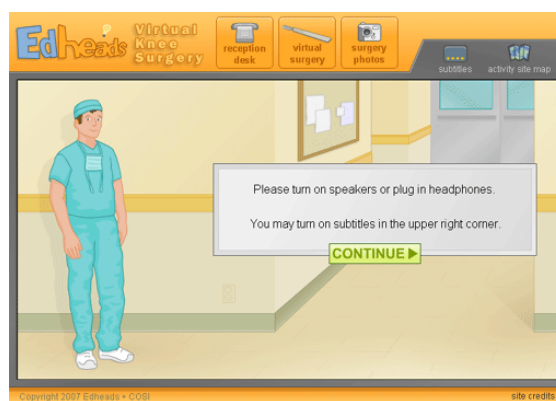 Edheads
Virtual
Knee
Surgery
reception
desk
virtual
surgery
surgery
photos
subtitles
activity site map
Please turn on speakers or plug in headphones.
You may turn on subtitles in the upper right corner.
CONTINUE
Copyright 2007 Edheads • COSI
site credits